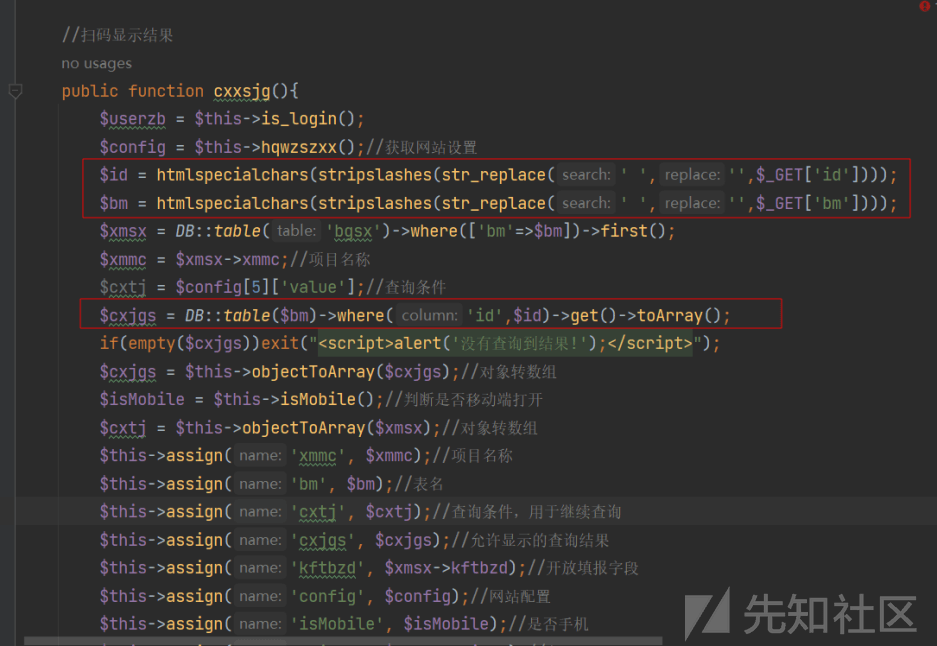 //扫码显示结果
no usages
public function cxxsjg(){
$userzb = $this->is_login();
$config = $this->hqwzszxx();//获取网站设置
$id = htmlspecialchars(stripslashes(str_replace( search: ' ', replace: '',$_GET['id'])));
$bm = htmlspecialchars(stripslashes(str_replace( search: ' ', replace: '',$_GET['bm'])));
$xmsx = DB::table( table: 'bgsx')->where(['bm'=>$bm])->first();
$xmmc = $xmsx->xmmc;//项目名称
$cxtj = $config[5]['value'];//查询条件
$cxjgs = DB::table($bm)->where( column: 'id',$id)->get()->toArray();
if(empty($cxjgs))exit("<script>alert('没有查询到结果!');</script>");
$cxjgs = $this->objectToArray($cxjgs);//对象转数组
$isMobile = $this->isMobile();//判断是否移动端打开
$cxtj = $this->objectToArray($xmsx);//对象转数组
$this->assign( name: 'xmmc', $xmmc);//项目名称
$this->assign( name: 'bm', $bm);//表名
$this->assign( name: 'cxtj', $cxtj);//查询条件，用于继续查询
$this->assign( name: 'cxjgs', $cxjgs);//允许显示的查询结果
$this->assign( name: 'kftbzd', $xmsx->kftbzd);//开放填报字段
$this->assign( name: 'config', $config);//网站配置
$this->assign( name: 'isMobile', $isMobile);//是否手机
先知社区